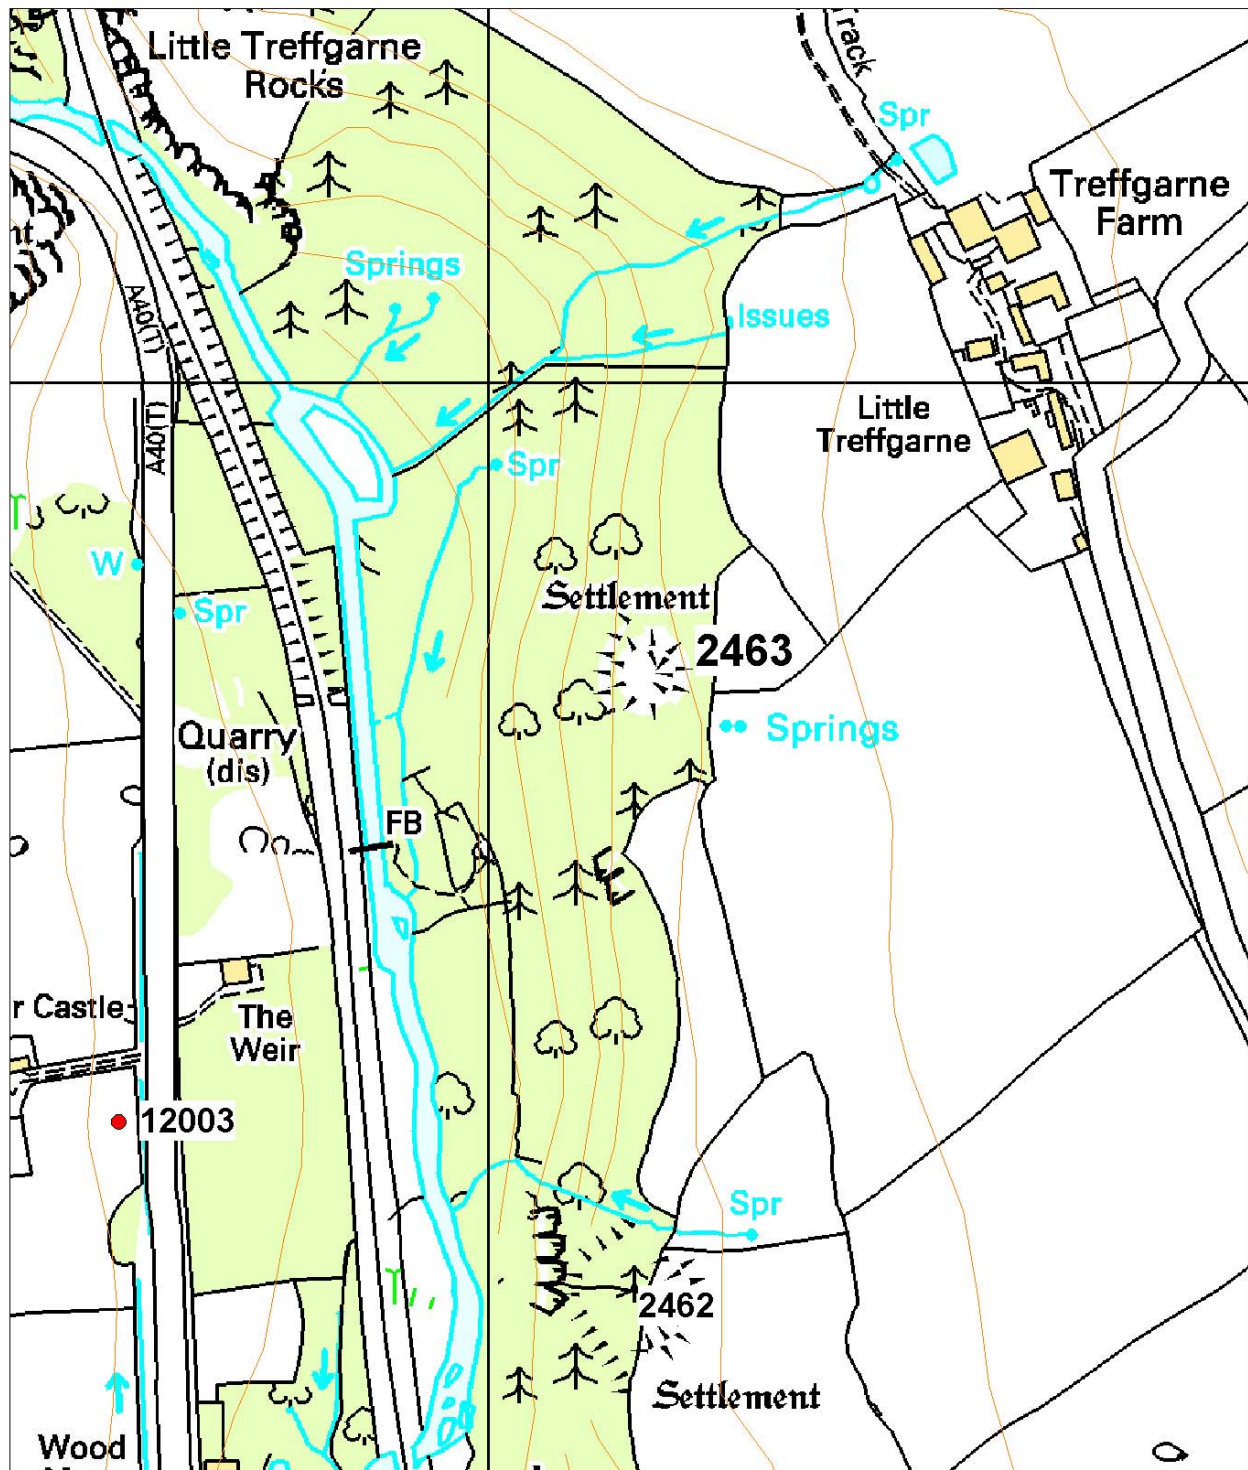 Little Treffgarne
Rocks
Track
Spr
Treffgarne
Farm
Springs
A40(T)
Issues
A40(T)
Little
Treffgarne
Spr
W
Settlement
Spr
2463
Quarry
(dis)
Springs
FB
r Castle
The
Weir
12003
Spr
2462
Settlement
Wood